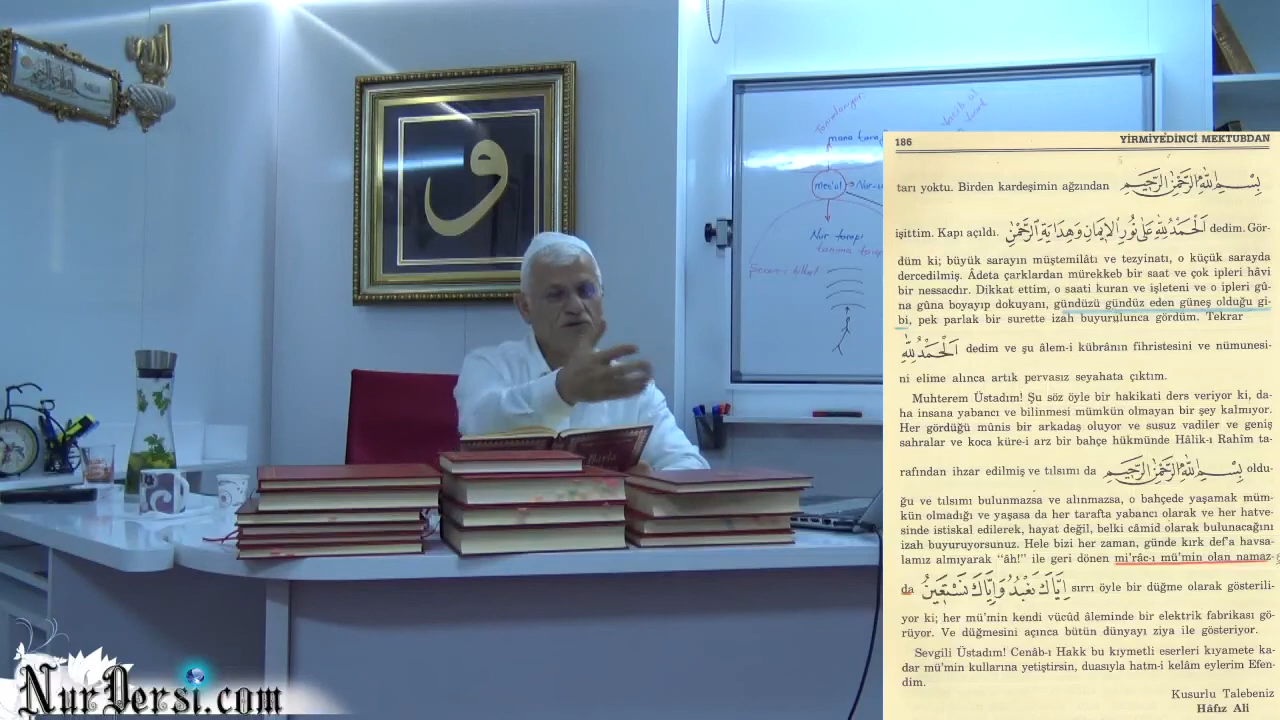 و
Tamamlanıyor
mana taraf
mes'ul
Nur-u
Nur tarafı
tanıma taraf
186
YİRMİYEDİNCİ MEKTUBDAN
tarı yoktu. Birden kardeşimin ağzından بِسْمِ اللّٰهِ الرَّحْمٰنِ الرَّحِيمِ
işittim. Kapı açıldı. اَلْحَمْدُ لِلّٰهِ عَلٰى نُورِ الْاِيمَانِ وَهِدَايَةِ الرَّحْمٰنِ dedim. Gör-
düm ki; büyük sarayın müştemilâtı ve tezyinatı, o küçük sarayda
dercedilmiş. Âdeta çarklardan mürekkeb bir saat ve çok ipleri hâvi
bir nessacdır. Dikkat ettim, o saati kuran ve işleteni ve o ipleri gû-
na gûna boyayıp dokuyanı, gündüzü gündüz eden güneş olduğu gi-
bi, pek parlak bir surette izah buyurulunca gördüm. Tekrar
اَلْحَمْدُ لِلّٰهِ dedim ve şu âlem-i kübrânın fihristesini ve nümunesi-
ni elime alınca artık pervasız seyahata çıktım.
Muhterem Üstadım! Şu söz öyle bir hakikati ders veriyor ki, da-
ha insana yabancı ve bilinmesi mümkün olmayan bir şey kalmıyor.
Her gördüğü mûnis bir arkadaş oluyor ve susuz vadiler ve geniş
sahralar ve koca küre-i arz bir bahçe hükmünde Hâlik-ı Rahîm ta-
rafından ihzar edilmiş ve tılsımı da بِسْمِ اللّٰهِ الرَّحْمٰنِ الرَّحِيمِ oldu-
ğu ve tılsımı bulunmazsa ve alınmazsa, o bahçede yaşamak müm-
kün olmadığı ve yaşasa da her tarafta yabancı olarak ve her hatve-
sinde istiskal edilerek, hayat değil, belki câmid olarak bulunacağını
izah buyuruyorsunuz. Hele bizi her zaman, günde kırk def'a havsa-
lamız almıyarak "âh!" ile geri dönen mi'râc-ı mü'min olan namaz-
da اِيَّاكَ نَعْبُدُ وَاِيَّاكَ نَسْتَعِينُ sırrı öyle bir düğme olarak gösterili-
yor ki; her mü'min kendi vücûd âleminde bir elektrik fabrikası gö-
rüyor. Ve düğmesini açınca bütün dünyayı ziya ile gösteriyor.
Sevgili Üstadım! Cenâb-ı Hakk bu kıymetli eserleri kıyamete ka-
dar mü'min kullarına yetiştirsin, duasıyla hatm-i kelâm eylerim Efen-
dim.
Kusurlu Talebeniz
Hâfız Ali
NurDersi.com